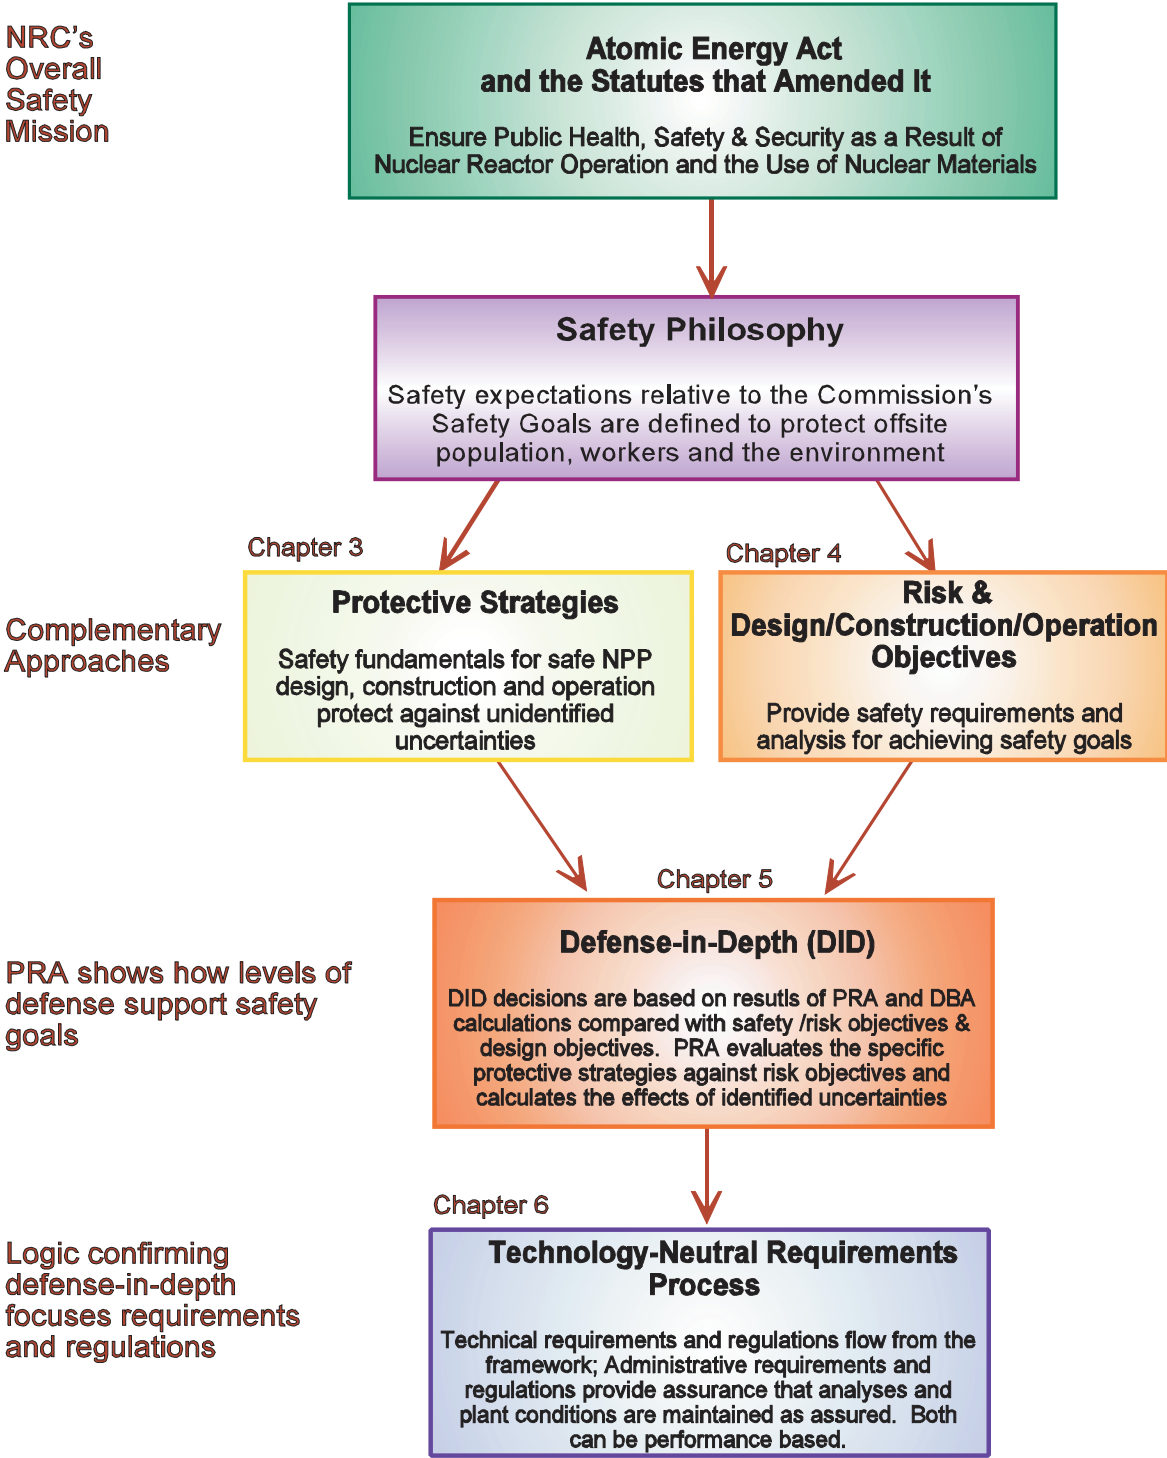 NRC's
Overall
Safety
Mission
Atomic Energy Act
and the Statutes that Amended It
Ensure Public Health, Safety & Security as a Result of
Nuclear Reactor Operation and the Use of Nuclear Materials
Safety Philosophy
Safety expectations relative to the Commission's
Safety Goals are defined to protect offsite
population, workers and the environment
Complementary
Approaches
Chapter 3
Protective Strategies
Safety fundamentals for safe NPP
design, construction and operation
protect against unidentified
uncertainties
Chapter 4
Risk &
Design/Construction/Operation
Objectives
Provide safety requirements and
analysis for achieving safety goals
PRA shows how levels of
defense support safety
goals
Chapter 5
Defense-in-Depth (DID)
DID decisions are based on resutls of PRA and DBA
calculations compared with safety /risk objectives &
design objectives.  PRA evaluates the specific
protective strategies against risk objectives and
calculates the effects of identified uncertainties
Logic confirming
defense-in-depth
focuses requirements
and regulations
Chapter 6
Technology-Neutral Requirements
Process
Technical requirements and regulations flow from the
framework; Administrative requirements and
regulations provide assurance that analyses and
plant conditions are maintained as assured.  Both
can be performance based.